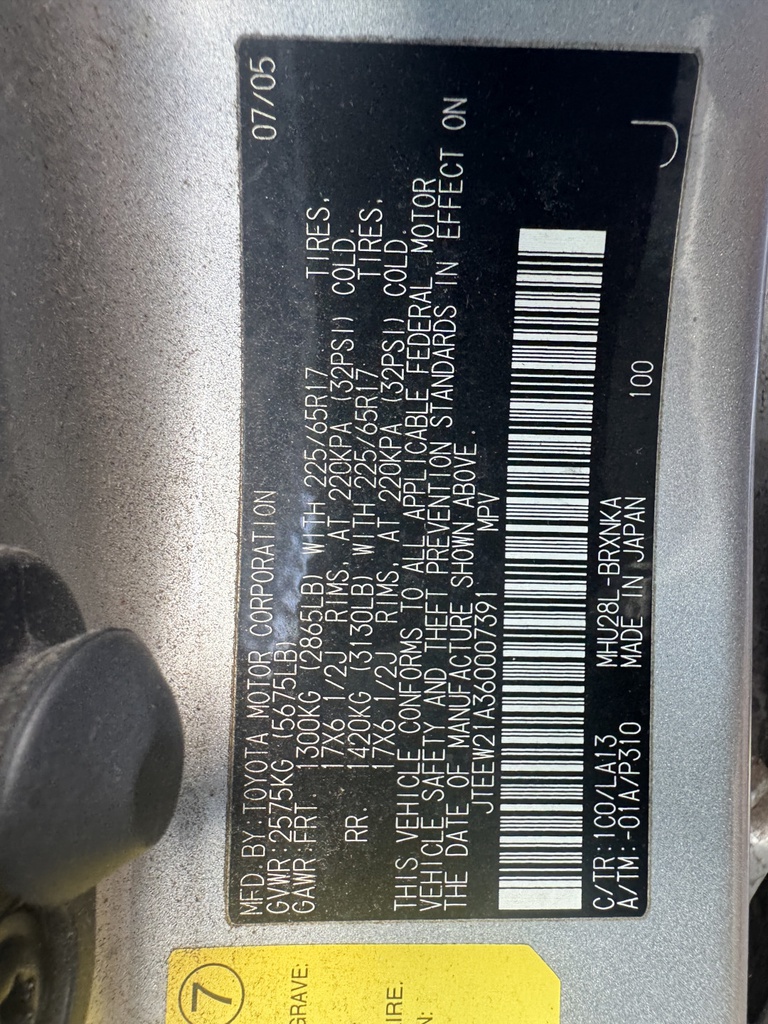 MFD.BY:TOYOTA MOTOR CORPORATION 07/05
GVWR:2575KG (5675LB)
GAWR:FRT. 1300KG (2865LB) WITH 225/65R17 TIRES,
17X6 1/2J RIMS, AT 220KPA (32PSI) COLD.
RR. 1420KG (3130LB) WITH 225/65R17 TIRES,
17X6 1/2J RIMS, AT 220KPA (32PSI) COLD.
THIS VEHICLE CONFORMS TO ALL APPLICABLE FEDERAL MOTOR
VEHICLE SAFETY AND THEFT PREVENTION STANDARDS IN EFFECT ON
THE DATE OF MANUFACTURE SHOWN ABOVE.
JTEEW21A360007391 MPV
C/TR:1C0/LA13 MHU28L-BRXNKA
A/TM:-01A/P310 MADE IN JAPAN 100
J
7
GRAVE:
IRE.
N: